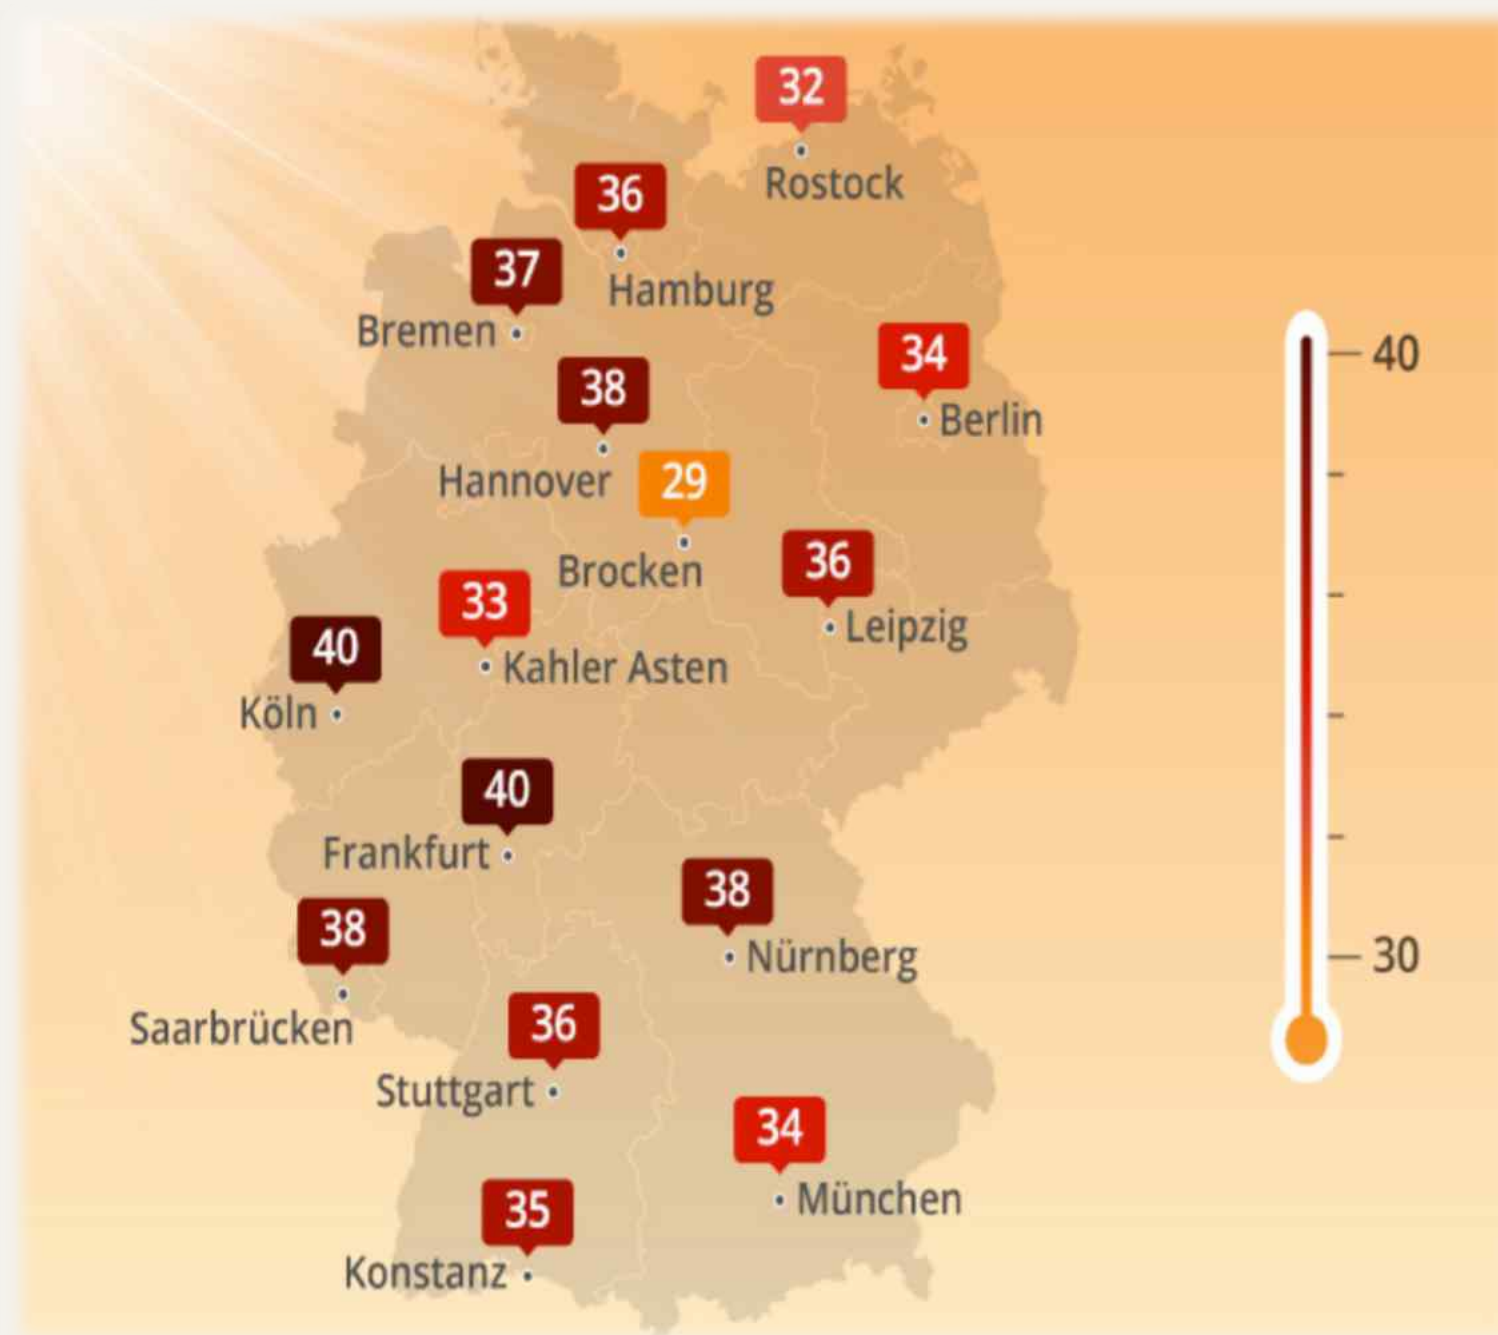 32
Rostock
36
Hamburg
37
Bremen
34
Berlin
38
Hannover
29
Brocken
36
Leipzig
33
Kahler Asten
40
Köln
40
Frankfurt
38
Nürnberg
38
Saarbrücken
36
Stuttgart
34
München
35
Konstanz
40
30